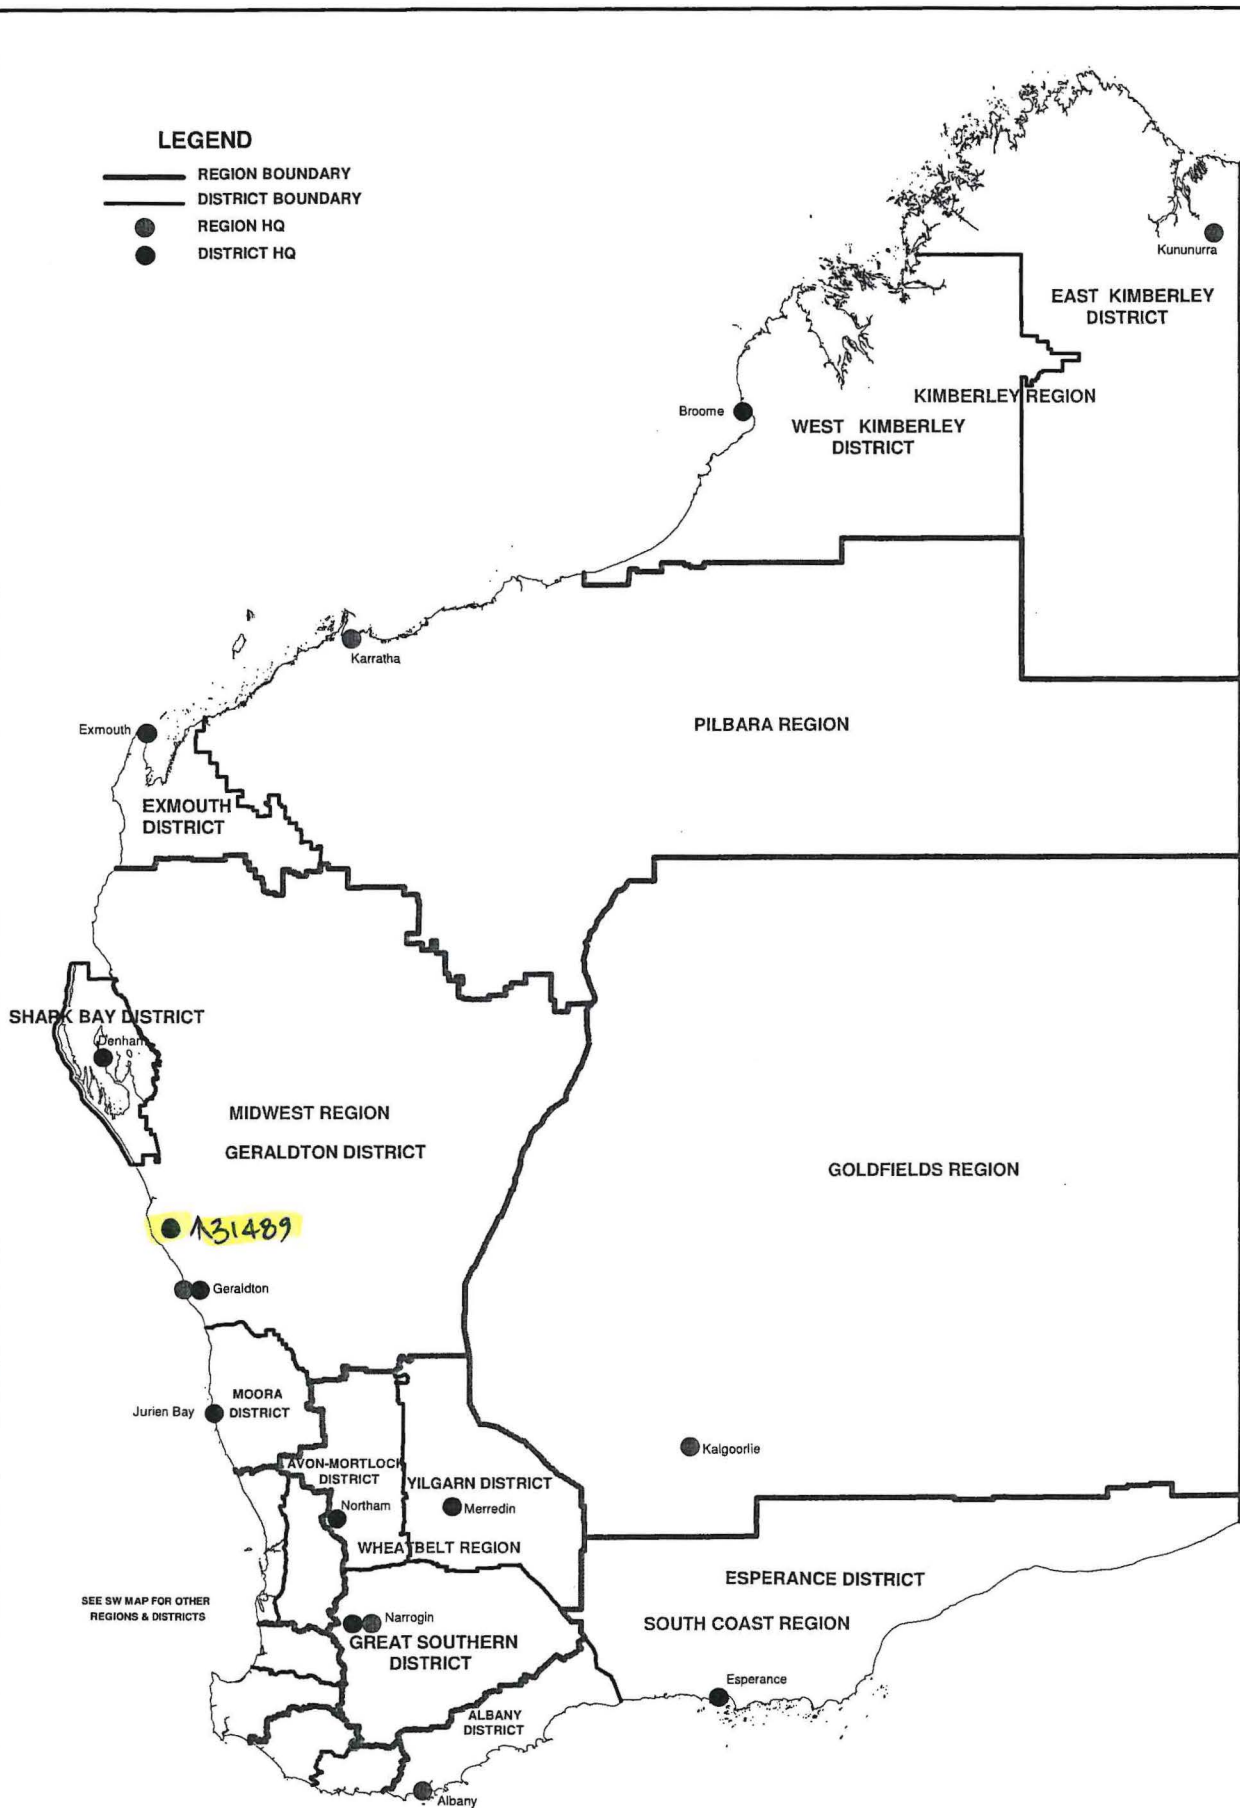 LEGEND
REGION BOUNDARY
DISTRICT BOUNDARY
REGION HQ
DISTRICT HQ
Kununurra
EAST KIMBERLEY
DISTRICT
KIMBERLEY REGION
Broome
WEST KIMBERLEY
DISTRICT
Karratha
Exmouth
PILBARA REGION
EXMOUTH
DISTRICT
SHARK BAY DISTRICT
Denham
MIDWEST REGION
GERALDTON DISTRICT
GOLDFIELDS REGION
↑31489
Geraldton
MOORA
DISTRICT
Jurien Bay
Kalgoorlie
AVON-MORTLOCK
DISTRICT
YILGARN DISTRICT
Northam
Merredin
WHEATBELT REGION
ESPERANCE DISTRICT
SEE SW MAP FOR OTHER
REGIONS & DISTRICTS
SOUTH COAST REGION
Narrogin
GREAT SOUTHERN
DISTRICT
Esperance
ALBANY
DISTRICT
Albany